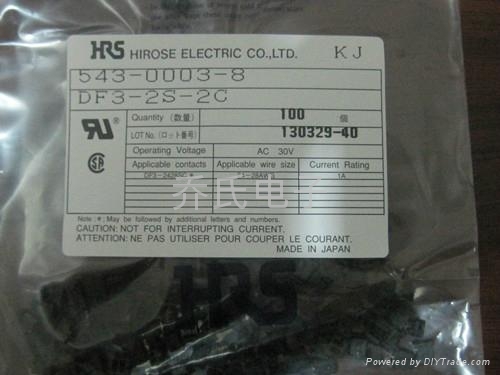 HRS HIROSE ELECTRIC CO.,LTD. KJ
543-0003-8
DF3-2S-2C
Quantity (数量) 100 個
LOT No. (ロット番号) 130329-40
Operating Voltage AC 30V
Applicable contacts Applicable wire size Current Rating
1A
乔氏电子
Note : *; May be followed by additional letters and numbers.
CAUTION: NOT FOR INTERRUPTING CURRENT.
ATTENTION: NE PAS UTILISER POUR COUPER LE COURANT.
MADE IN JAPAN
HRS
Powered by DIYTrade.com